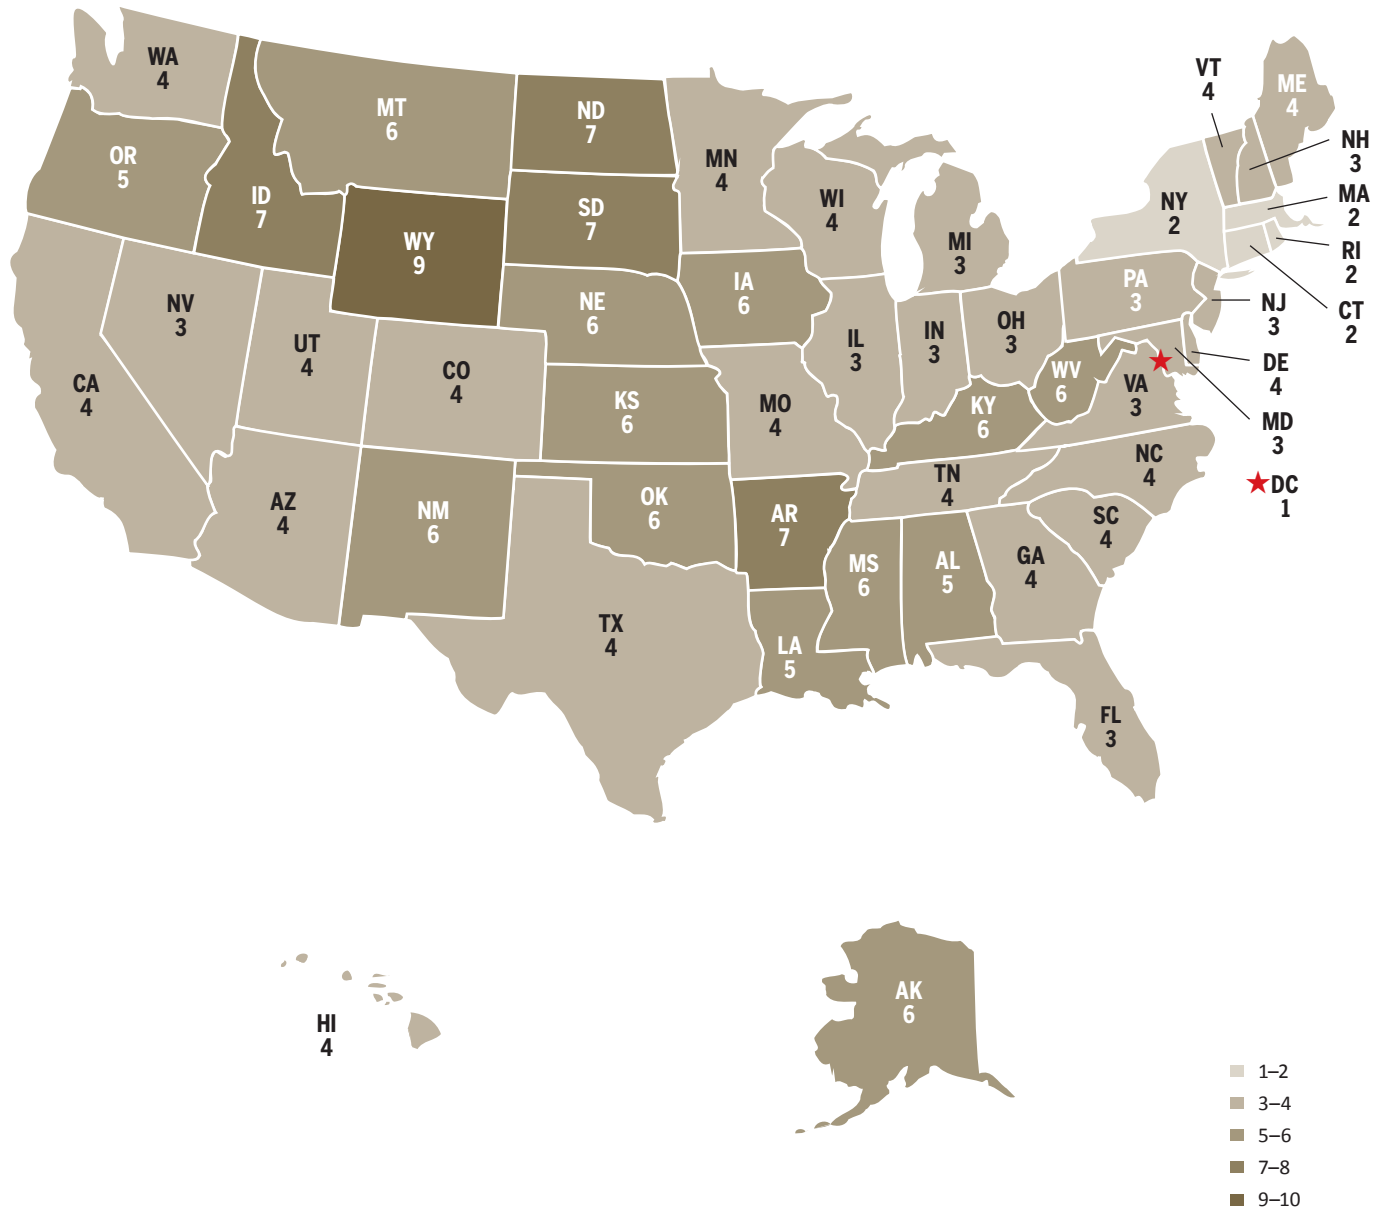 WA
4
OR
5
CA
4
NV
3
ID
7
MT
6
WY
9
UT
4
CO
4
AZ
4
NM
6
ND
7
SD
7
NE
6
KS
6
OK
6
TX
4
MN
4
IA
6
MO
4
AR
7
LA
5
WI
4
IL
3
MI
3
IN
3
OH
3
KY
6
TN
4
MS
6
AL
5
GA
4
FL
3
SC
4
NC
4
VA
3
WV
6
PA
3
NY
2
VT
4
ME
4
NH
3
MA
2
RI
2
CT
2
NJ
3
DE
4
MD
3
DC
1
HI
4
AK
6
1–2
3–4
5–6
7–8
9–10